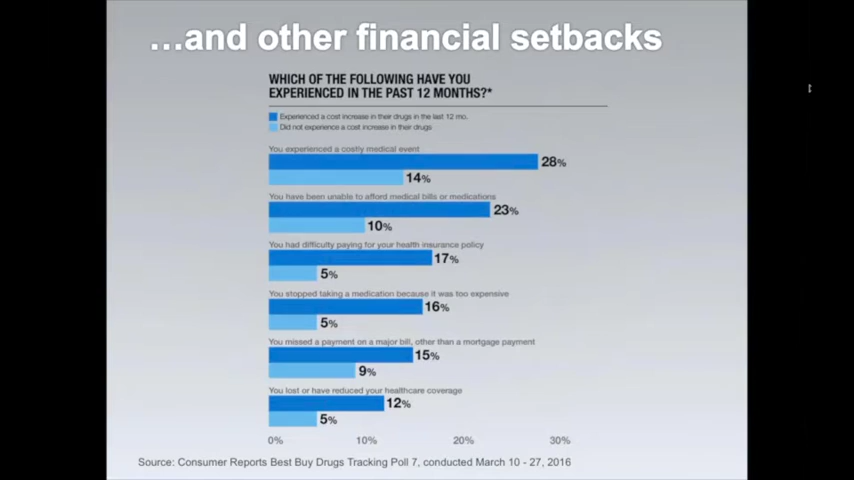 ...and other financial setbacks
WHICH OF THE FOLLOWING HAVE YOU
EXPERIENCED IN THE PAST 12 MONTHS?*
Experienced a cost increase in their drugs in the last 12 mo.
Did not experience a cost increase in their drugs
You experienced a costly medical event
28%
14%
You have been unable to afford medical bills or medications
23%
10%
You had difficulty paying for your health insurance policy
17%
5%
You stopped taking a medication because it was too expensive
16%
5%
You missed a payment on a major bill, other than a mortgage payment
15%
9%
You lost or have reduced your healthcare coverage
12%
5%
0% 10% 20% 30%
Source: Consumer Reports Best Buy Drugs Tracking Poll 7, conducted March 10 - 27, 2016